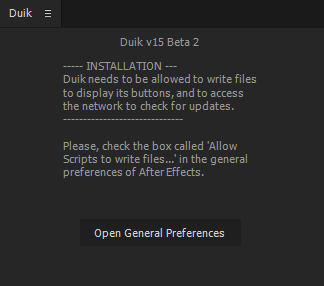 Duik
Duik v15 Beta 2
----- INSTALLATION ---
Duik needs to be allowed to write files
to display its buttons, and to access
the network to check for updates.
-------------------------------
Please, check the box called 'Allow
Scripts to write files...' in the general
preferences of After Effects.
Open General Preferences